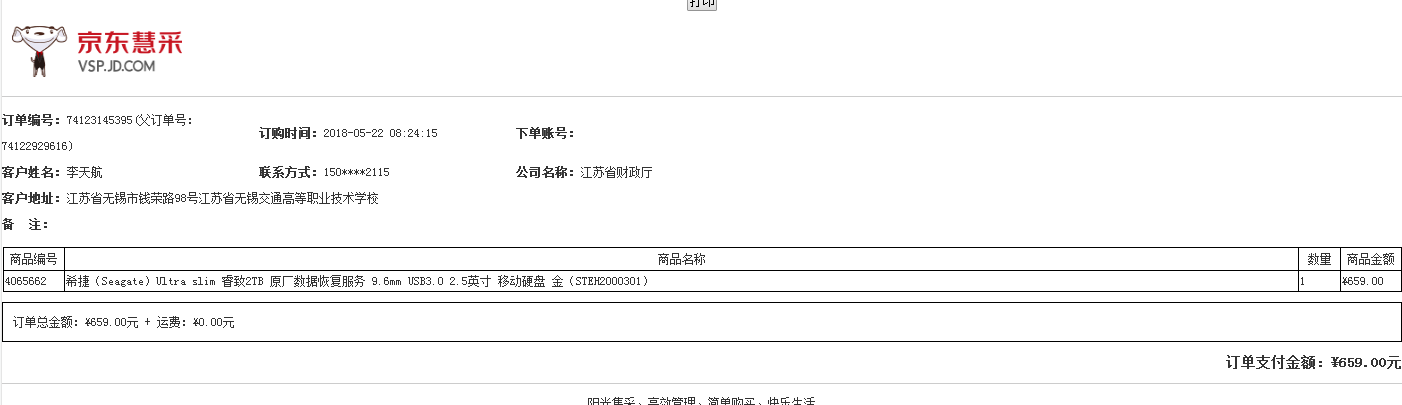 打印
京东慧采
VSP.JD.COM
订单编号：74123145395(父订单号：
74122929616)
订购时间：2018-05-22 08:24:15
下单账号：
客户姓名：李天航
联系方式：150****2115
公司名称：江苏省财政厅
客户地址：江苏省无锡市钱荣路98号江苏省无锡交通高等职业技术学校
备 注：
商品编号 商品名称 数量 商品金额
4065662 希捷（Seagate）Ultra slim 睿致2TB 原厂数据恢复服务 9.6mm USB3.0 2.5英寸 移动硬盘 金（STEH2000301） 1 ¥659.00
订单总金额：¥659.00元 + 运费：¥0.00元
订单支付金额：¥659.00元
阳光集采、高效管理、简单购买、快乐生活